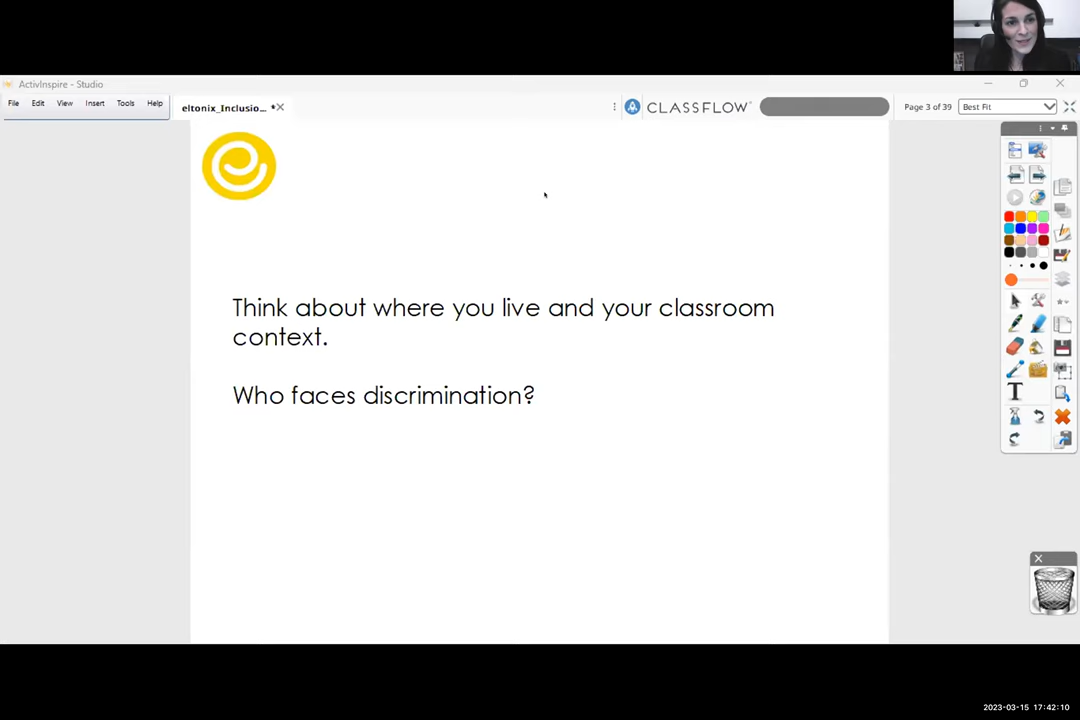 ActivInspire - Studio
File Edit View Insert Tools Help
eltonix_Inclusio... *
CLASSFLOW
Page 3 of 39
Best Fit
Think about where you live and your classroom
context.
Who faces discrimination?
T
2023-03-15 17:42:10